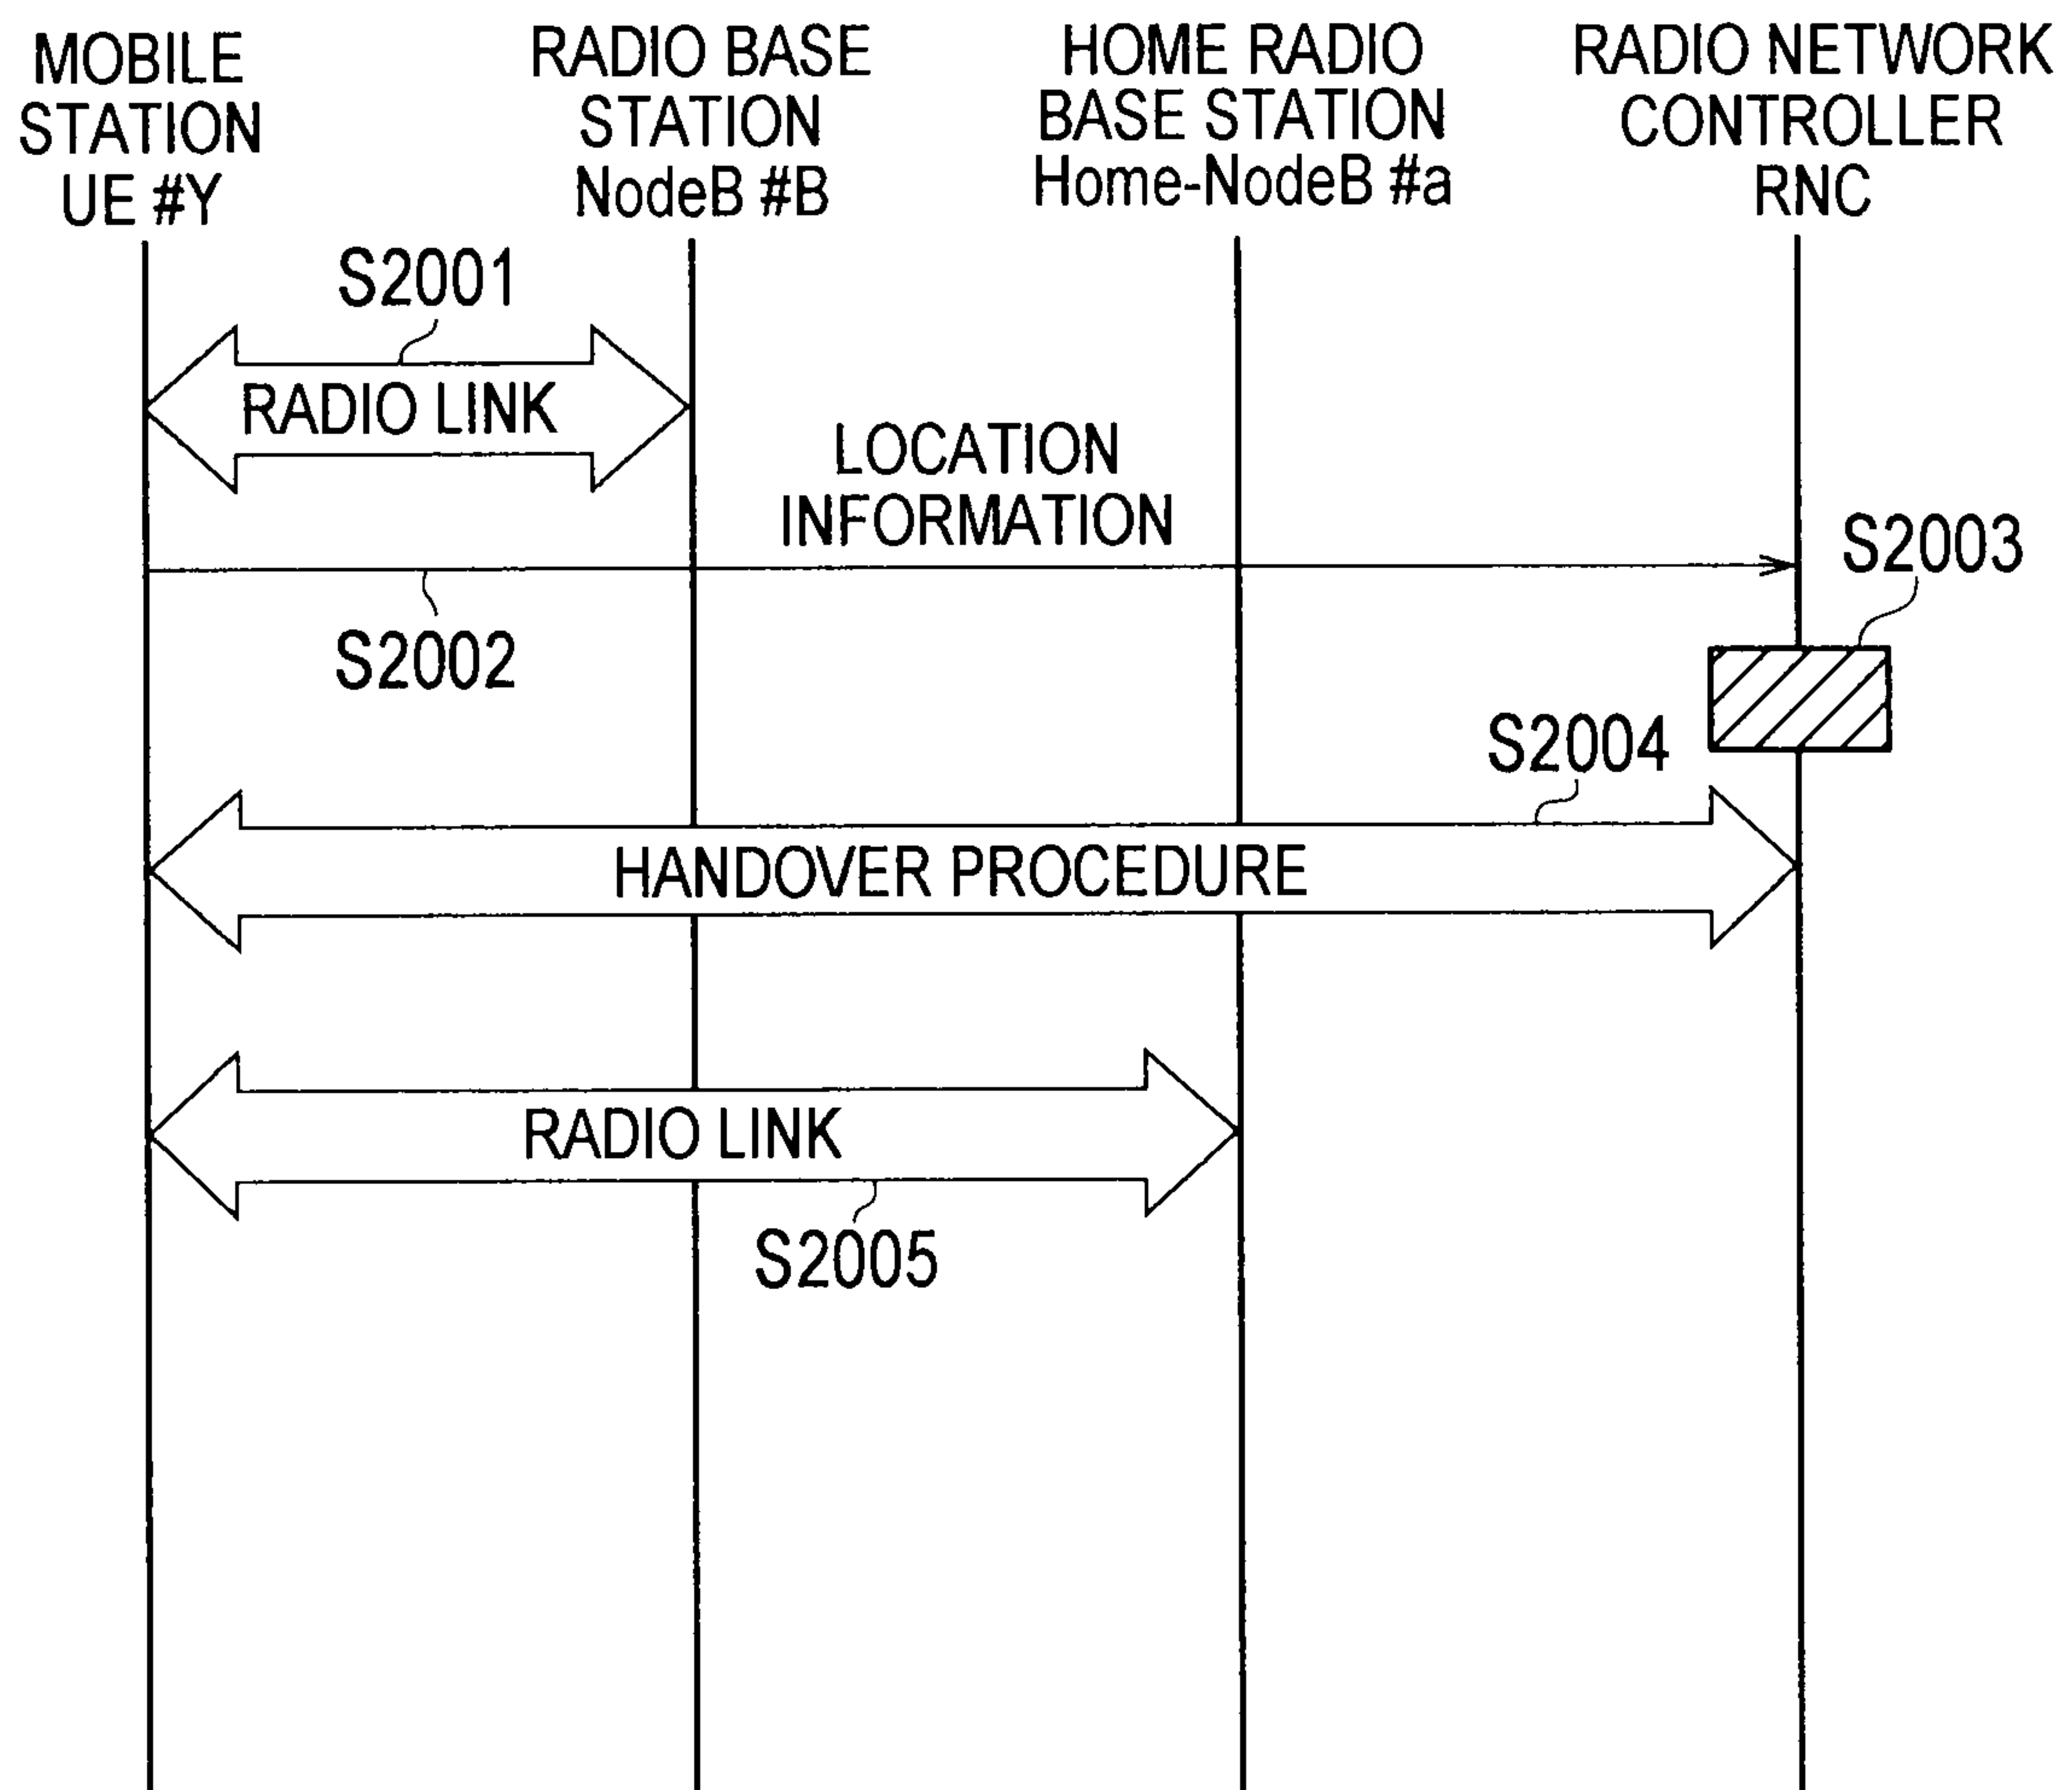 MOBILE
STATION
UE #Y
RADIO BASE
STATION
NodeB #B
HOME RADIO
BASE STATION
Home-NodeB #a
RADIO NETWORK
CONTROLLER
RNC
S2001
RADIO LINK
LOCATION
INFORMATION
S2002
S2003
S2004
HANDOVER PROCEDURE
RADIO LINK
S2005